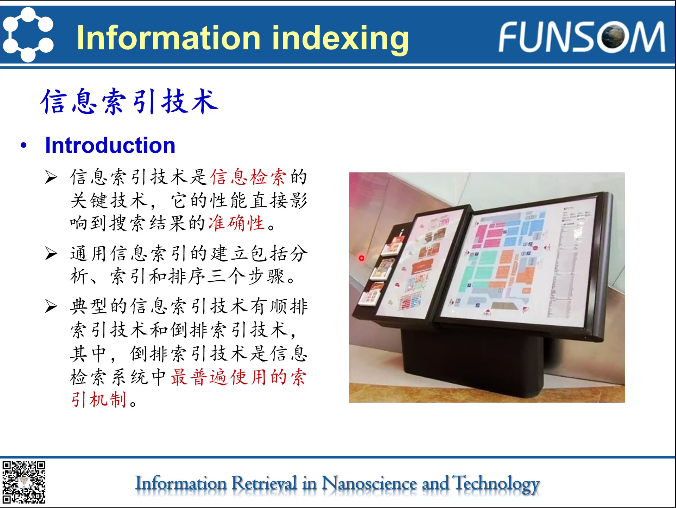 Information indexing
FUNSOM
信息索引技术
• Introduction
➢ 信息索引技术是信息检索的
关键技术，它的性能直接影
响到搜索结果的准确性。
➢ 通用信息索引的建立包括分
析、索引和排序三个步骤。
➢ 典型的信息索引技术有顺排
索引技术和倒排索引技术，
其中，倒排索引技术是信息
检索系统中最普遍使用的索
引机制。
Information Retrieval in Nanoscience and Technology